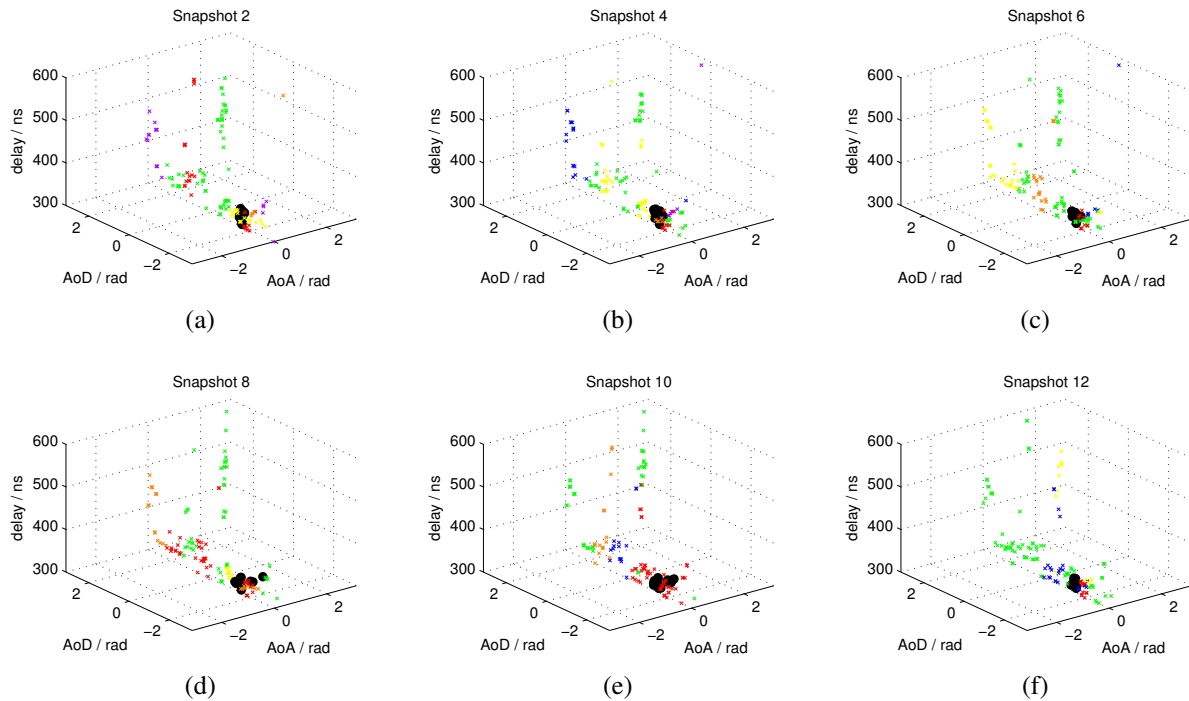 Snapshot 2
600
500
400
300
delay / ns
2
0
−2
AoD / rad
−2
0
2
AoA / rad
(a)
Snapshot 4
600
500
400
300
delay / ns
2
0
−2
AoD / rad
−2
0
2
AoA / rad
(b)
Snapshot 6
600
500
400
300
delay / ns
2
0
−2
AoD / rad
−2
0
2
AoA / rad
(c)
Snapshot 8
600
500
400
300
delay / ns
2
0
−2
AoD / rad
−2
0
2
AoA / rad
(d)
Snapshot 10
600
500
400
300
delay / ns
2
0
−2
AoD / rad
−2
0
2
AoA / rad
(e)
Snapshot 12
600
500
400
300
delay / ns
2
0
−2
AoD / rad
−2
0
2
AoA / rad
(f)